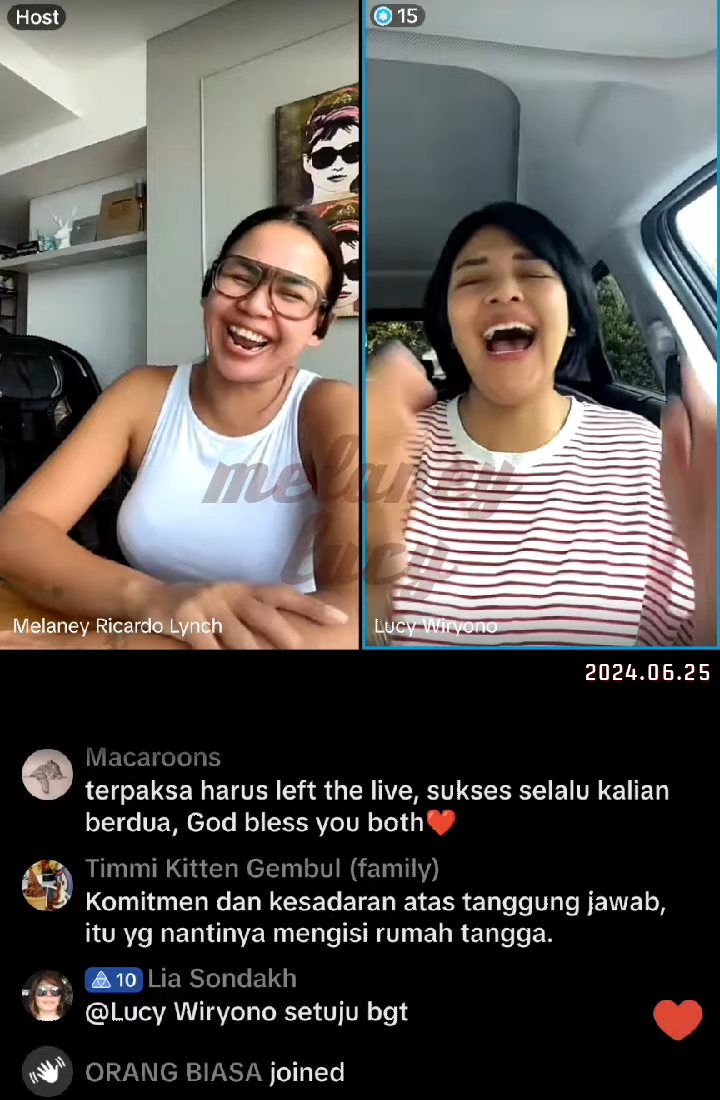 Host
15
melaney
lucy
Melaney Ricardo Lynch
Lucy Wiryono
2024.06.25
Macaroons
terpaksa harus left the live, sukses selalu kalian
berdua, God bless you both❤️
Timmi Kitten Gembul (family)
Komitmen dan kesadaran atas tanggung jawab,
itu yg nantinya mengisi rumah tangga.
10 Lia Sondakh
@Lucy Wiryono setuju bgt
ORANG BIASA joined